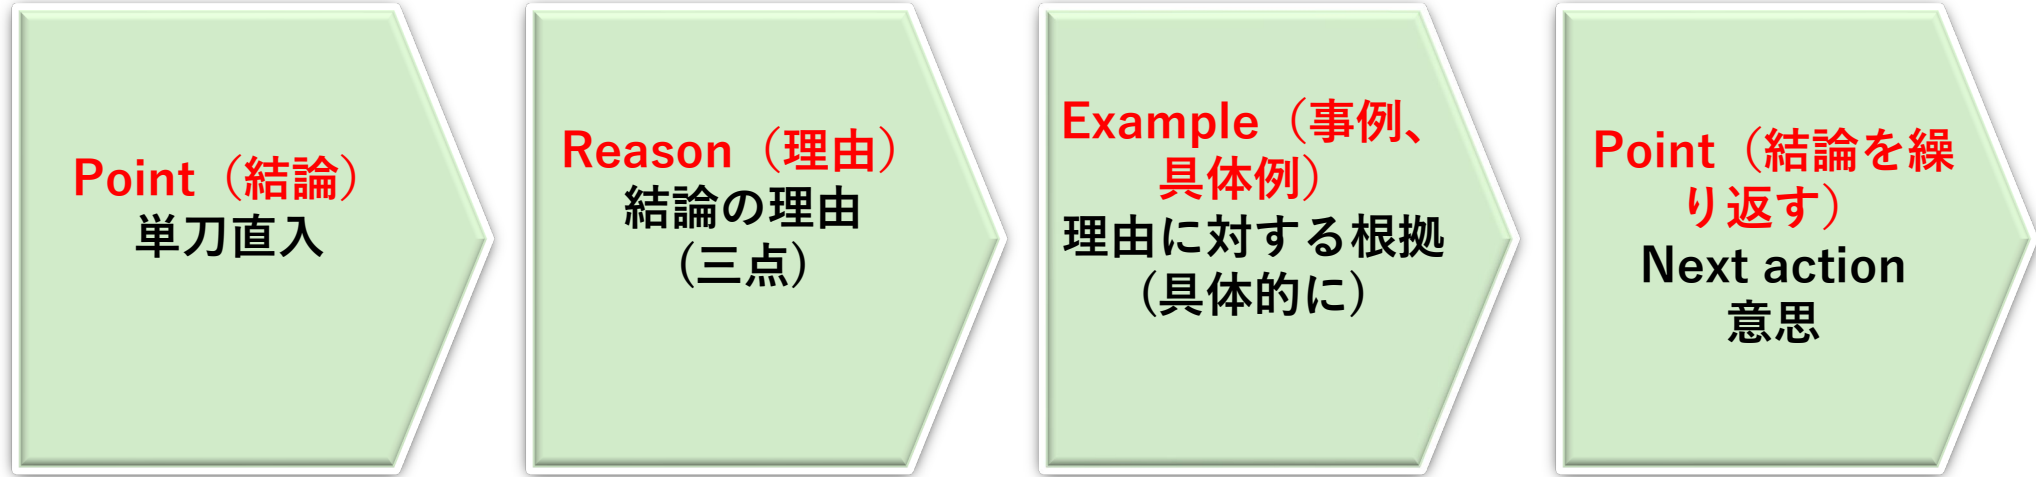 Point（結論）
単刀直入
Reason（理由）
結論の理由
(三点)
Example（事例、
具体例）
理由に対する根拠
(具体的に)
Point（結論を繰
り返す）
Next action
意思